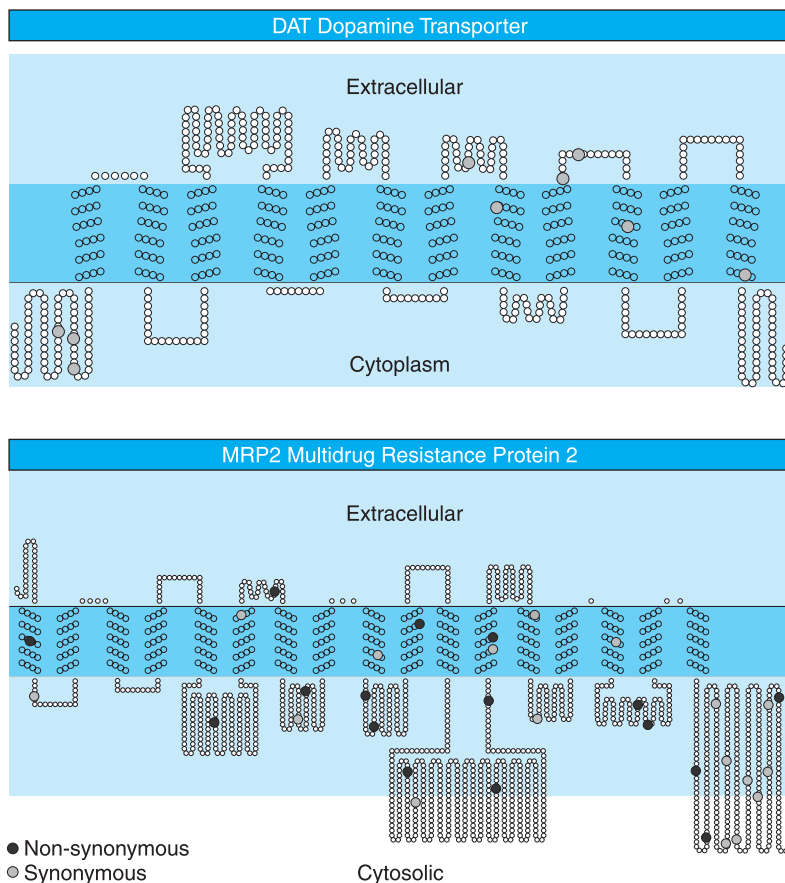 DAT Dopamine Transporter
Extracellular
Cytoplasm
MRP2 Multidrug Resistance Protein 2
Extracellular
Non-synonymous
Synonymous
Cytosolic